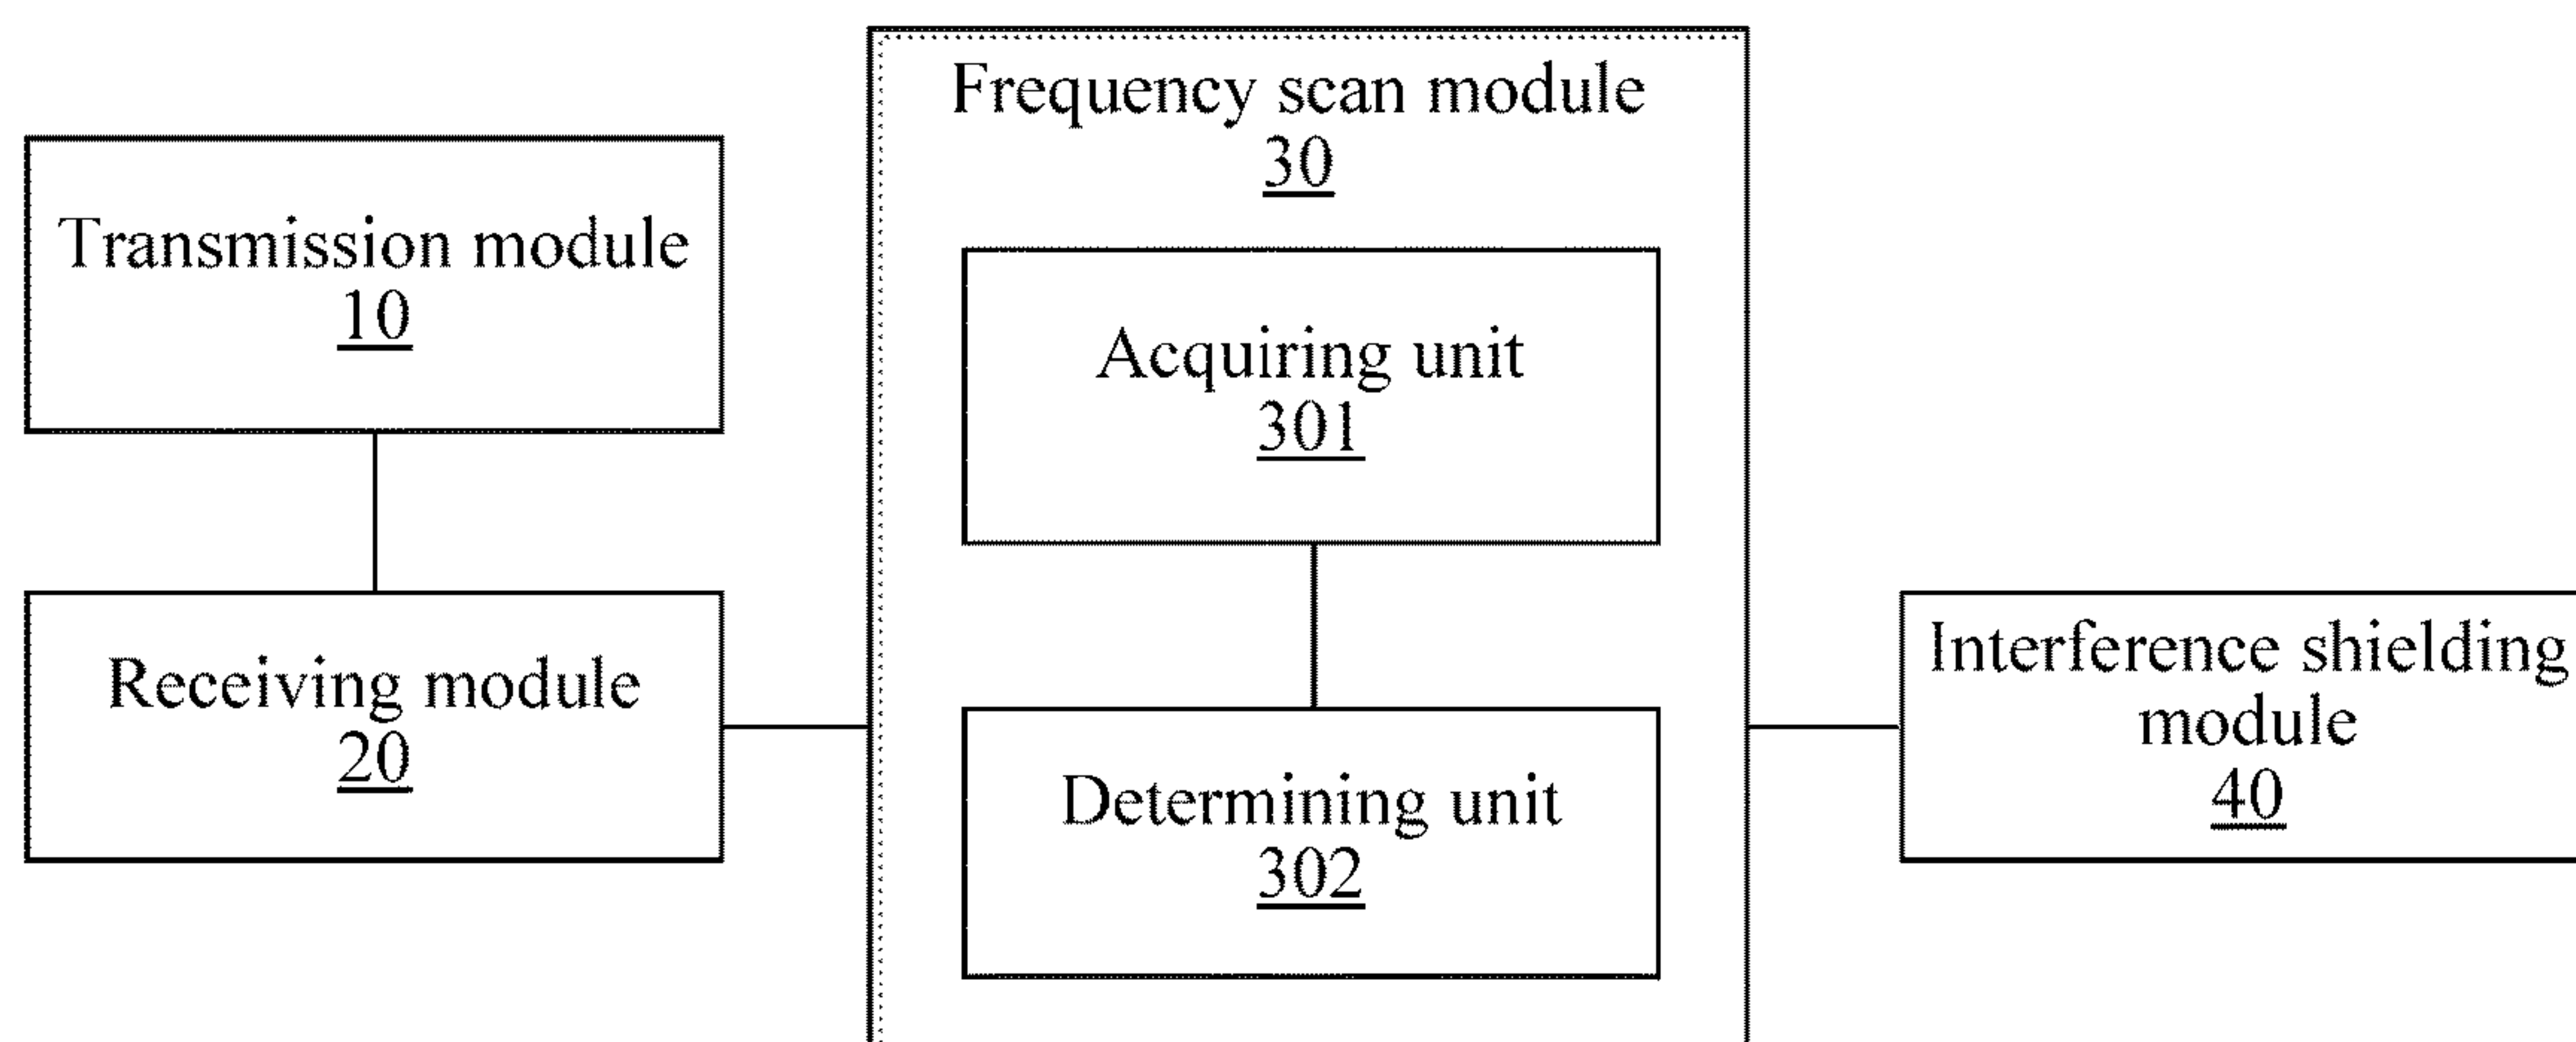 Transmission module
10
Receiving module
20
Frequency scan module
30
Acquiring unit
301
Determining unit
302
Interference shielding
module
40